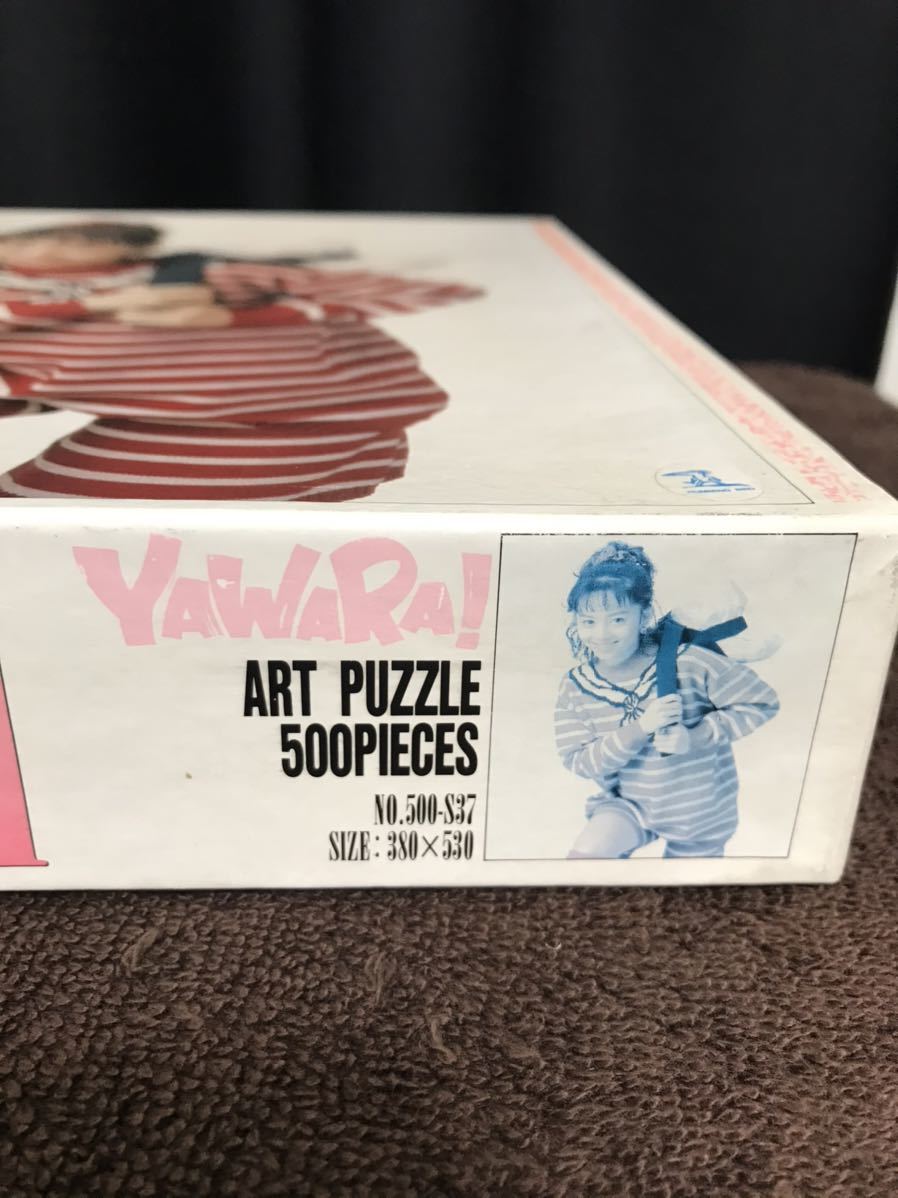 YAWARA!
ART PUZZLE
500PIECES
NO.500-S37
SIZE: 380×530